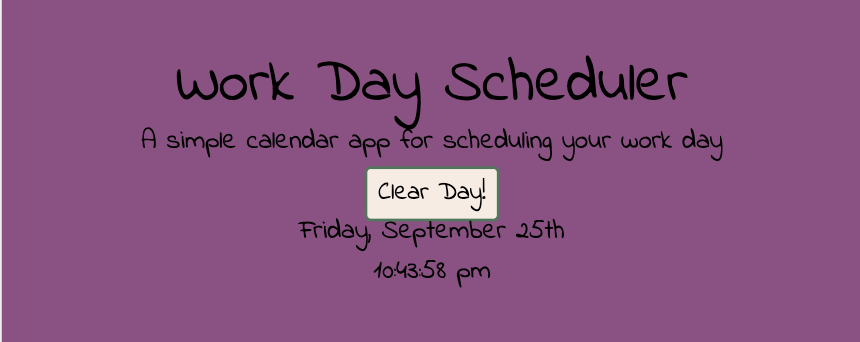 Work Day Scheduler
A simple calendar app for scheduling your work day
Clear Day!
Friday, September 25th
10:43:58 pm